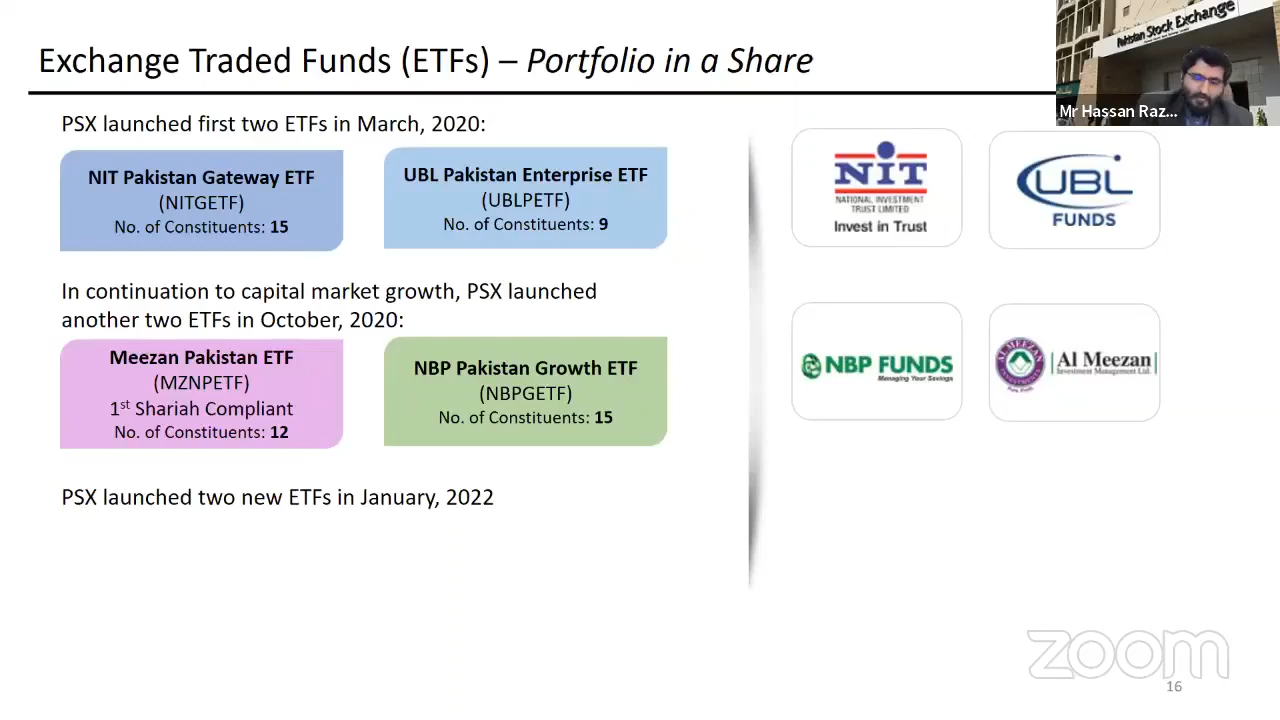 Exchange Traded Funds (ETFs) – Portfolio in a Share
Pakistan Stock Exchange
Mr Hassan Raz...
PSX launched first two ETFs in March, 2020:
NIT Pakistan Gateway ETF
(NITGETF)
No. of Constituents: 15
UBL Pakistan Enterprise ETF
(UBLPETF)
No. of Constituents: 9
NIT
NATIONAL INVESTMENT
TRUST LIMITED
Invest in Trust
UBL
FUNDS
In continuation to capital market growth, PSX launched
another two ETFs in October, 2020:
Meezan Pakistan ETF
(MZNPETF)
1st Shariah Compliant
No. of Constituents: 12
NBP Pakistan Growth ETF
(NBPGETF)
No. of Constituents: 15
NBP FUNDS
Managing Your Savings
AL MEEZAN
INVESTMENTS
Al Meezan
Investment Management Ltd.
PSX launched two new ETFs in January, 2022
zoom
16